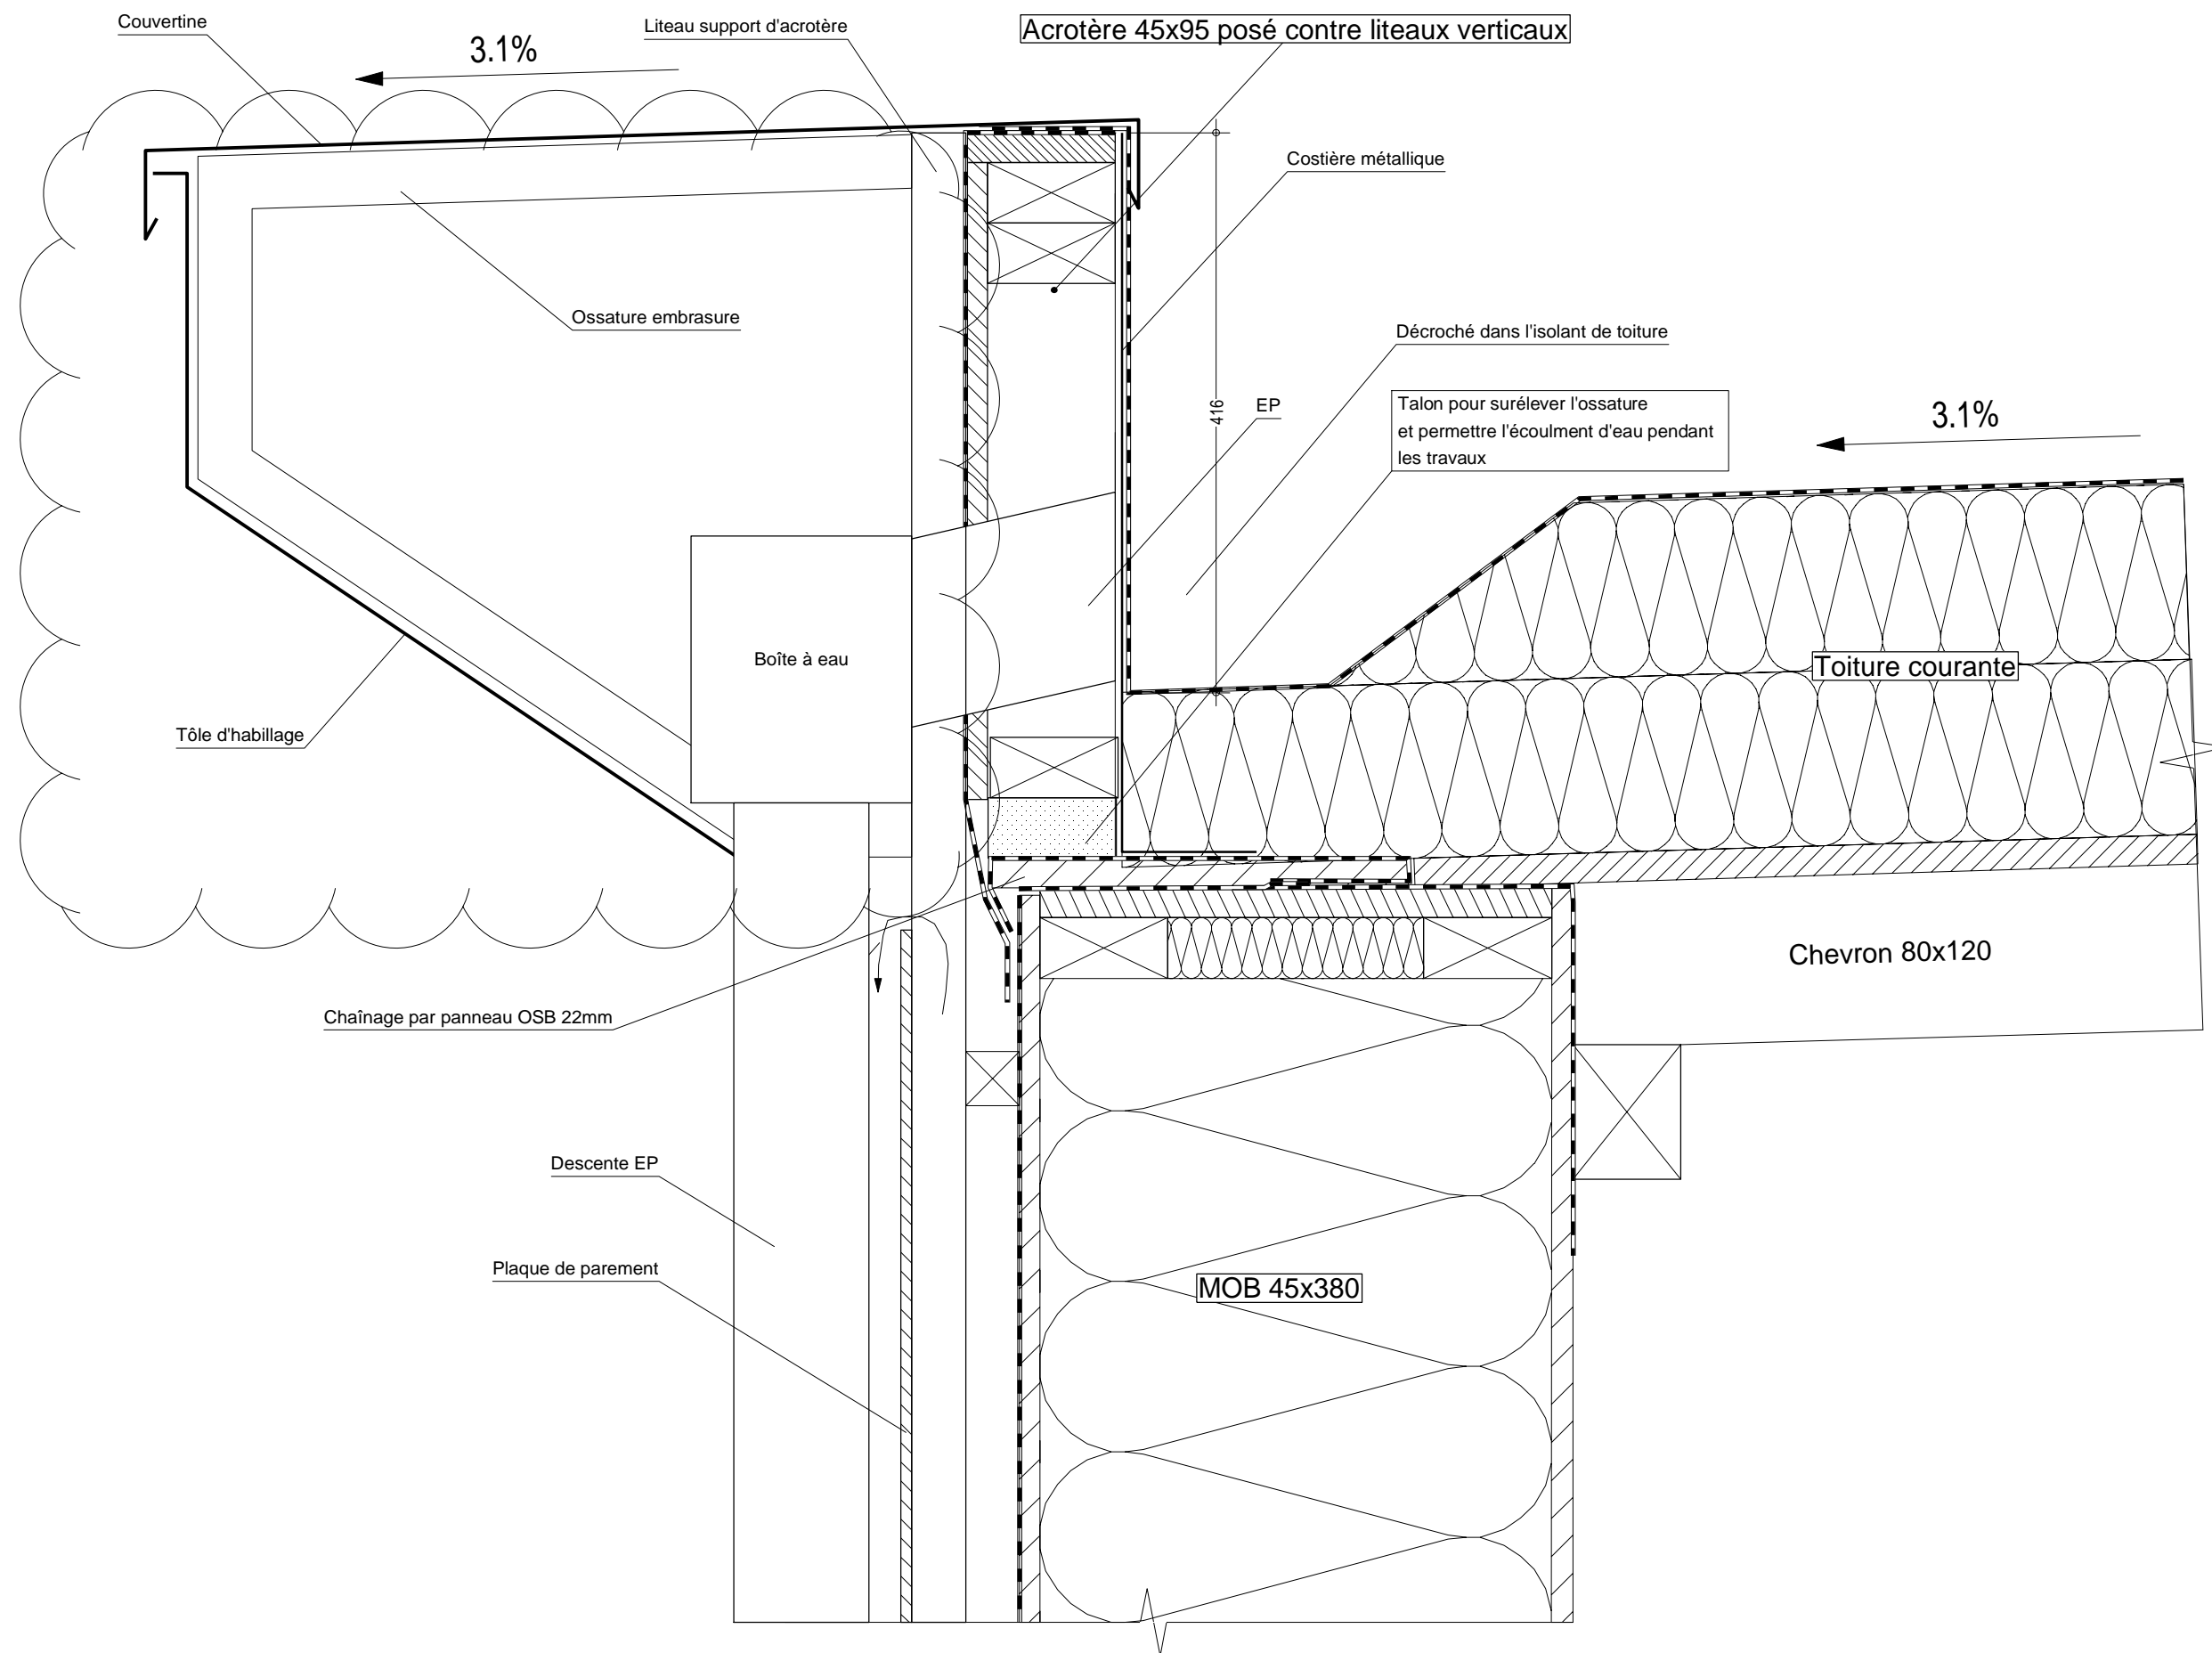 Couvertine
3.1%
Liteau support d'acrotère
Acrotère 45x95 posé contre liteaux verticaux
Costière métallique
Ossature embrasure
Décroché dans l'isolant de toiture
EP
416
Talon pour surélever l'ossature
et permettre l'écoulment d'eau pendant
les travaux
3.1%
Boîte à eau
Toiture courante
Tôle d'habillage
Chevron 80x120
Chaînage par panneau OSB 22mm
Descente EP
Plaque de parement
MOB 45x380